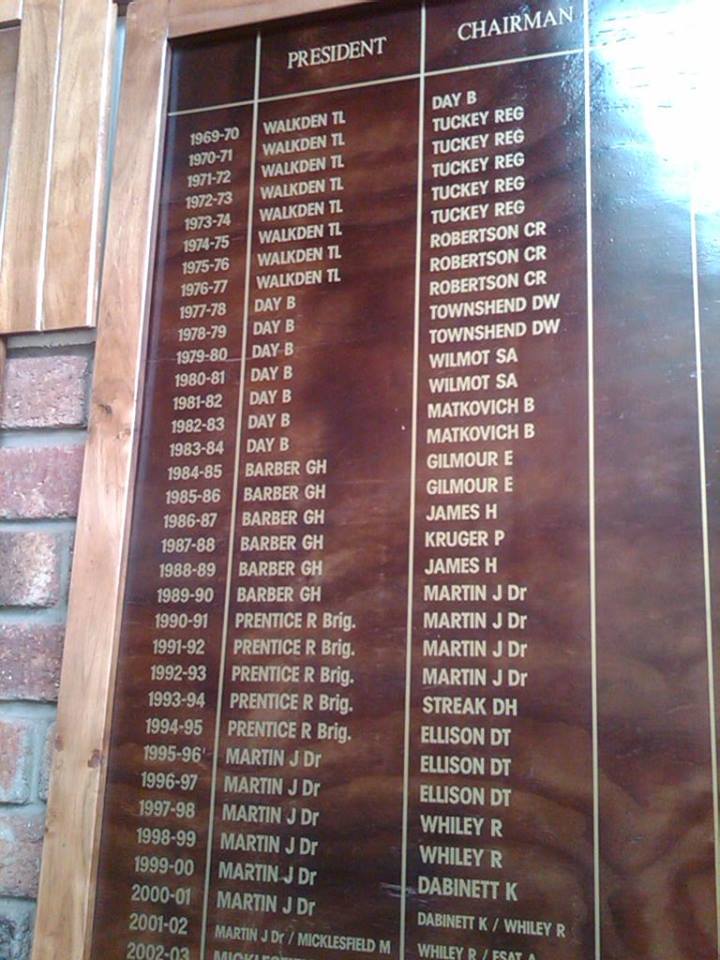 PRESIDENT CHAIRMAN
1969-70 WALKDEN TL DAY B
1970-71 WALKDEN TL TUCKEY REG
1971-72 WALKDEN TL TUCKEY REG
1972-73 WALKDEN TL TUCKEY REG
1973-74 WALKDEN TL TUCKEY REG
1974-75 WALKDEN TL TUCKEY REG
1975-76 WALKDEN TL ROBERTSON CR
1976-77 WALKDEN TL ROBERTSON CR
1977-78 DAY B ROBERTSON CR
1978-79 DAY B TOWNSHEND DW
1979-80 DAY B TOWNSHEND DW
1980-81 DAY B WILMOT SA
1981-82 DAY B WILMOT SA
1982-83 DAY B MATKOVICH B
1983-84 DAY B MATKOVICH B
1984-85 BARBER GH GILMOUR E
1985-86 BARBER GH GILMOUR E
1986-87 BARBER GH JAMES H
1987-88 BARBER GH KRUGER P
1988-89 BARBER GH JAMES H
1989-90 BARBER GH MARTIN J Dr
1990-91 PRENTICE R Brig. MARTIN J Dr
1991-92 PRENTICE R Brig. MARTIN J Dr
1992-93 PRENTICE R Brig. MARTIN J Dr
1993-94 PRENTICE R Brig. STREAK DH
1994-95 PRENTICE R Brig. ELLISON DT
1995-96 MARTIN J Dr ELLISON DT
1996-97 MARTIN J Dr ELLISON DT
1997-98 MARTIN J Dr WHILEY R
1998-99 MARTIN J Dr WHILEY R
1999-00 MARTIN J Dr DABINETT K
2000-01 MARTIN J Dr DABINETT K / WHILEY R
2001-02 MARTIN J Dr / MICKLESFIELD M WHILEY R / ESAT A
2002-03